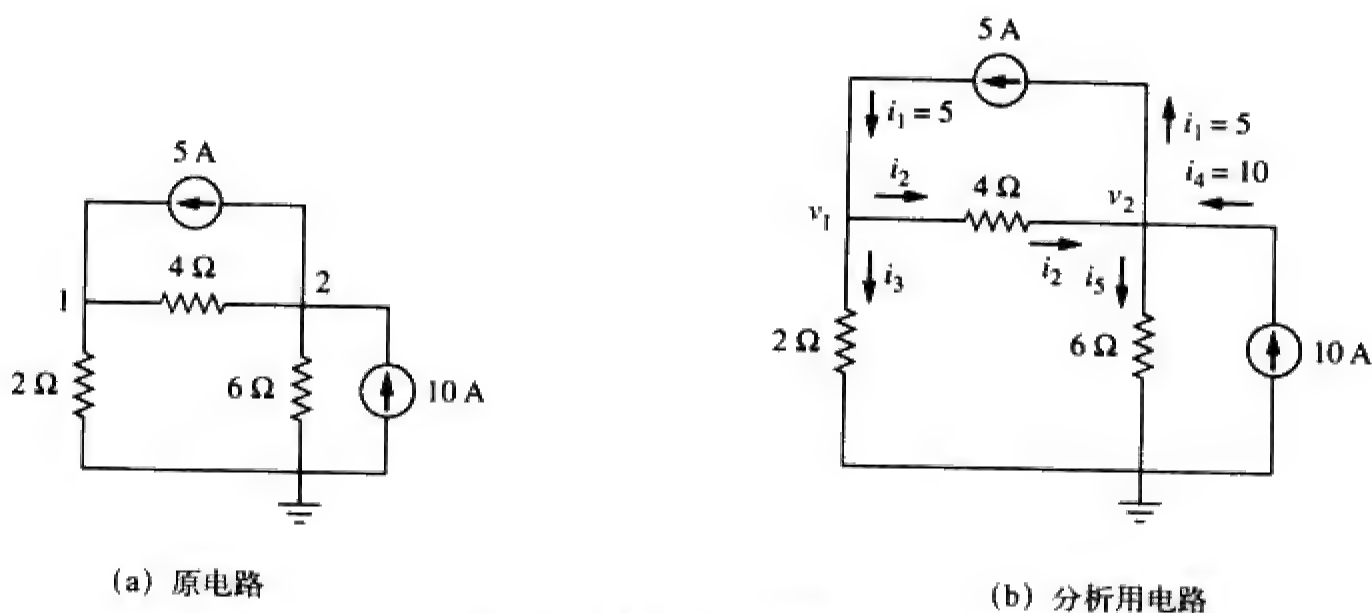 5 A
4 Ω
1
2
2 Ω
6 Ω
10 A
(a) 原电路
5 A
i₁ = 5
i₁ = 5
i₂
4 Ω
v₂
i₄ = 10
v₁
i₃
i₂
i₅
2 Ω
6 Ω
10 A
(b) 分析用电路